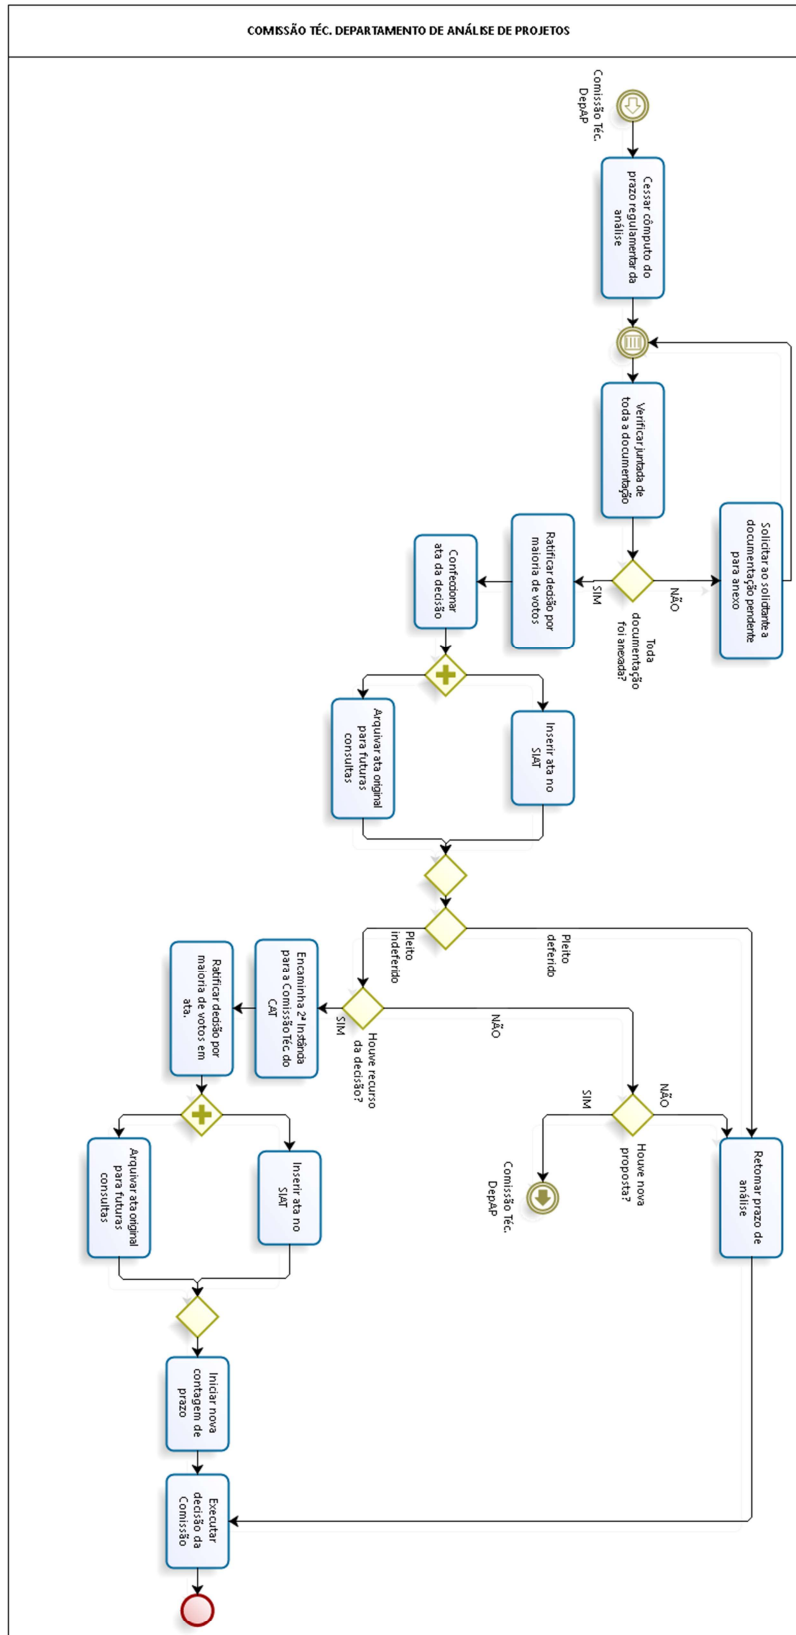 COMISSÃO TÉC. DEPARTAMENTO DE ANÁLISE DE PROJETOS
Comissão Téc.
DepAP
Cessar cômputo do
prazo regulamentar da
análise
Verificar juntada de
toda a documentação
Toda
documentação
foi anexada?
NÃO
Solicitar ao solicitante a
documentação pendente
para anexo
SIM
Ratificar decisão por
maioria de votos
Confeccionar
ata da decisão
Inserir ata no
SIAT
Arquivar ata original
para futuras
consultas
Pleito
deferido
Pleito
indeferido
Houve recurso
da decisão?
NÃO
SIM
Houve nova
proposta?
NÃO
SIM
Comissão Téc.
DepAP
Retomar prazo de
análise
Encaminha 2ª Instância
para a Comissão Téc. do
CAT
Ratificar decisão por
maioria de votos em
ata.
Inserir ata no
SIAT
Arquivar ata original
para futuras
consultas
Iniciar nova
contagem de
prazo
Executar
decisão da
Comissão